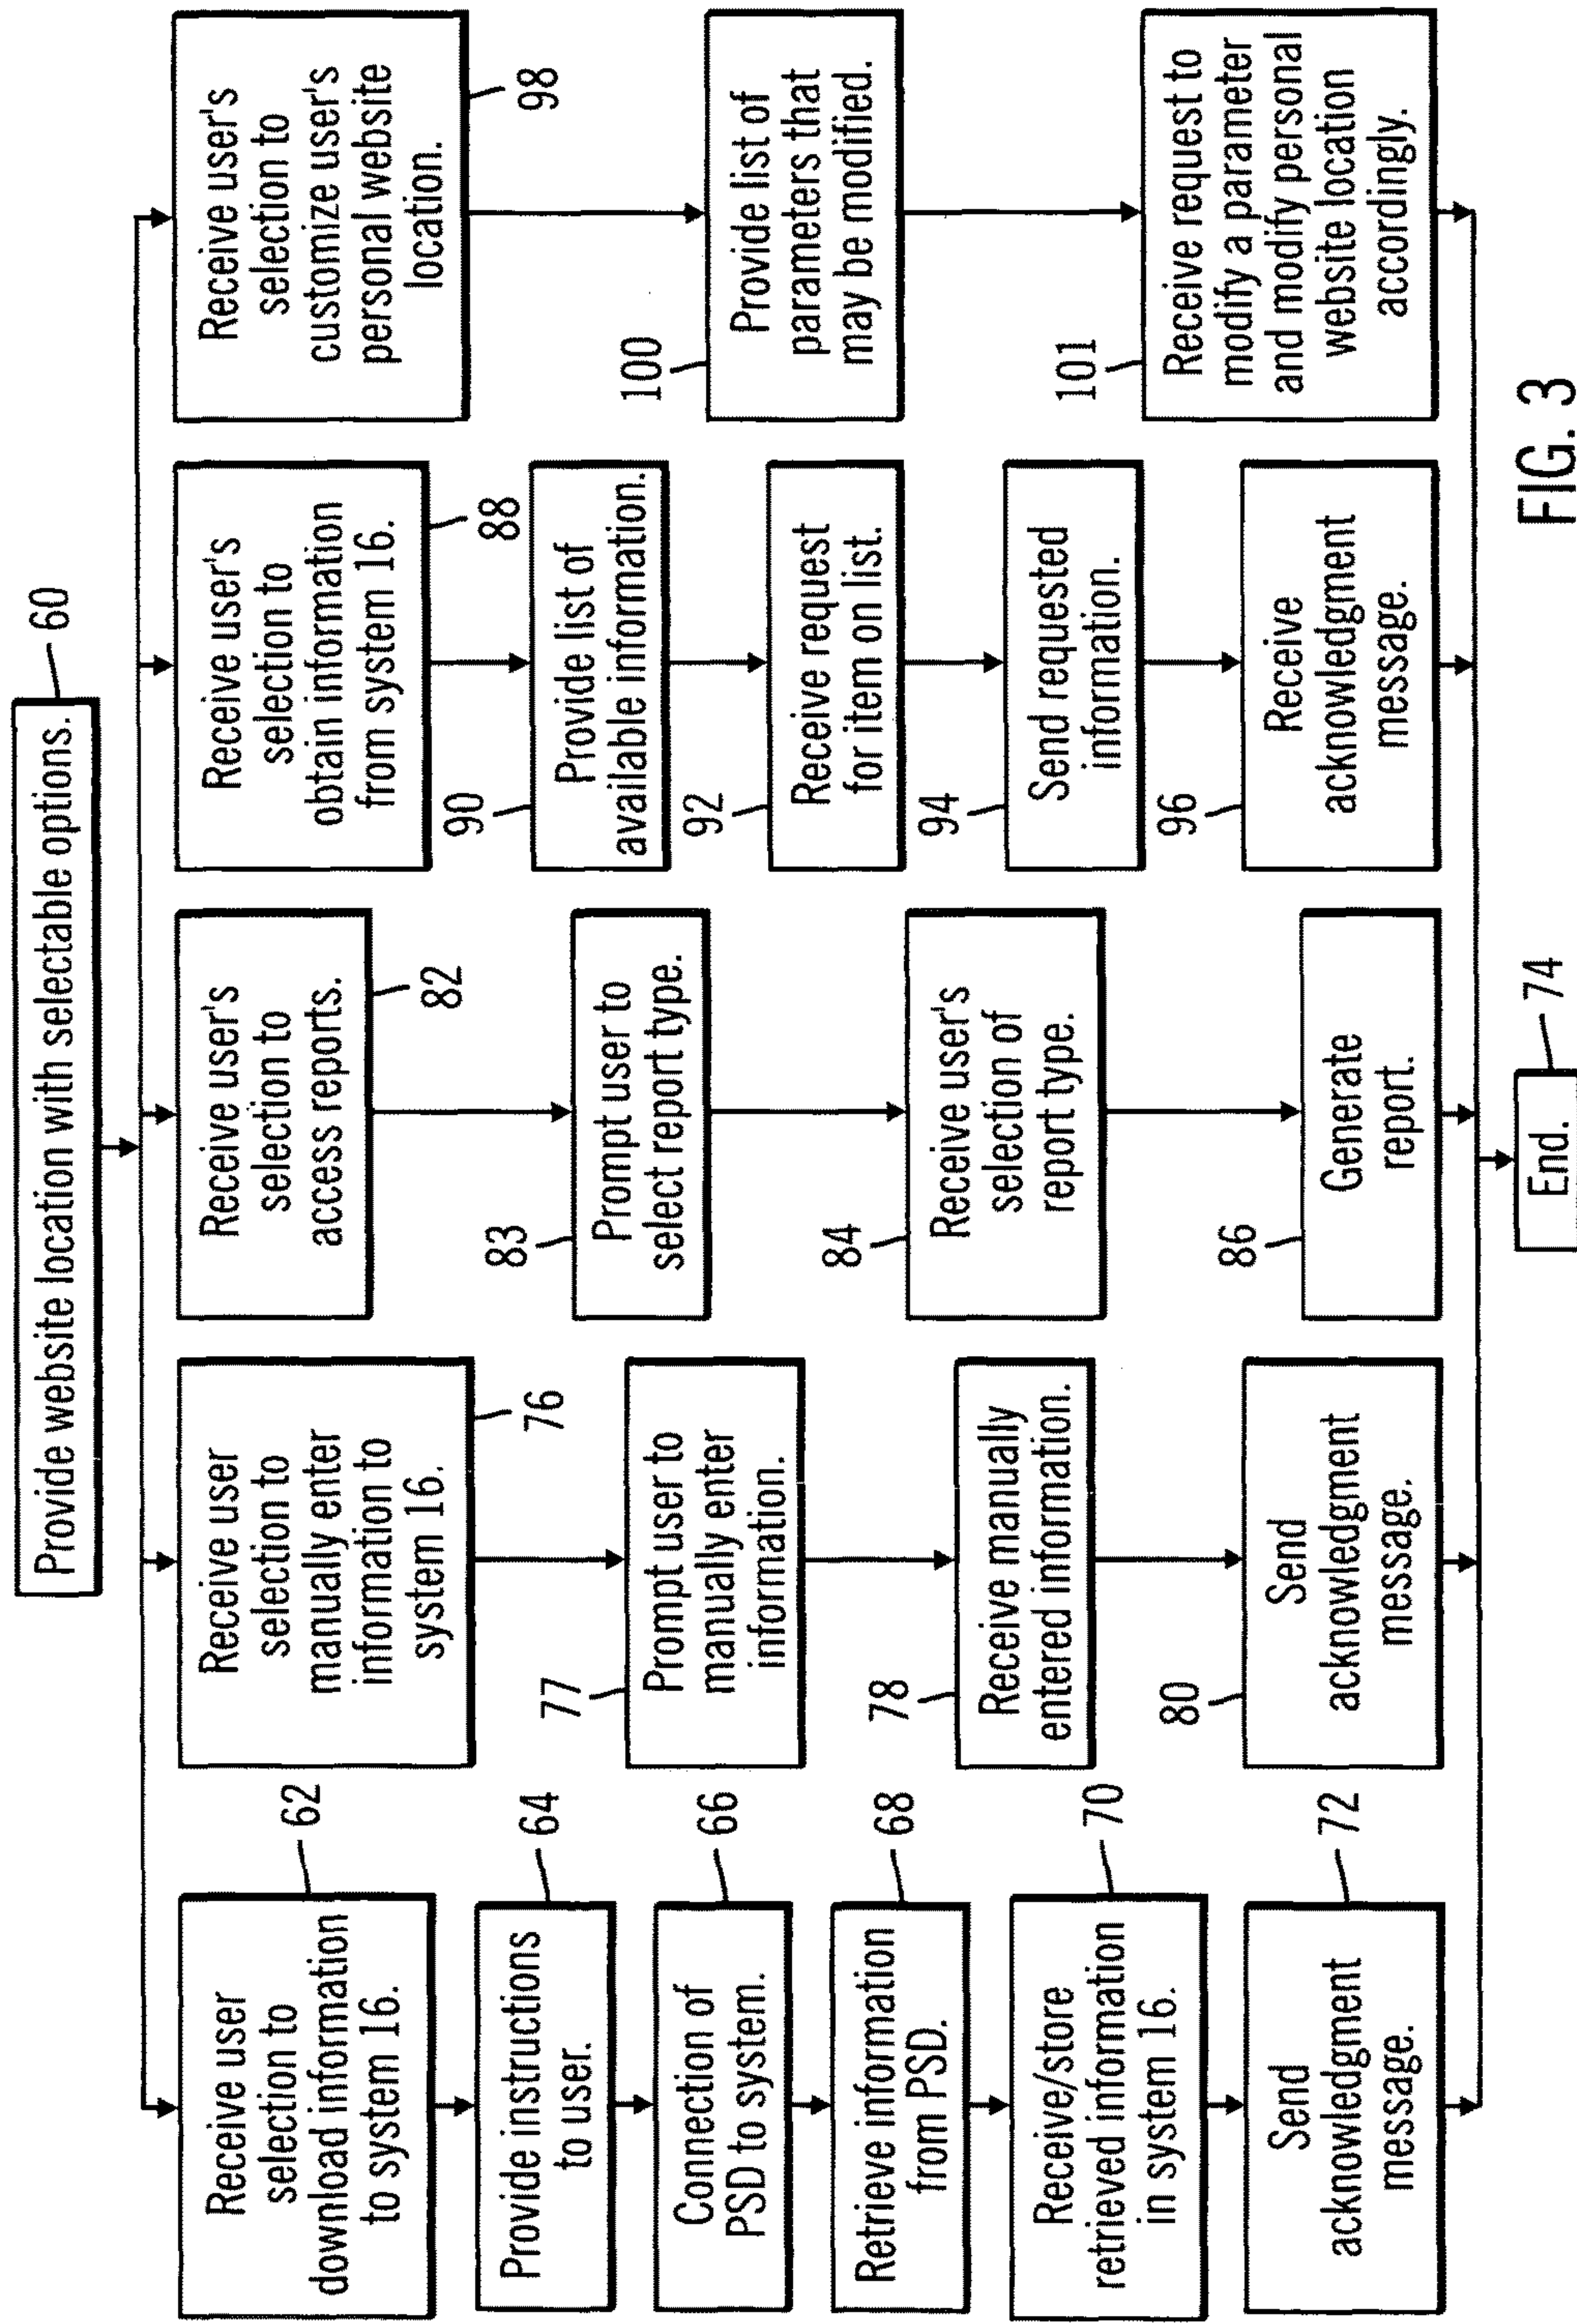 Provide website location with selectable options.
60
Receive user
selection to
download information
to system 16.
62
Provide instructions
to user.
64
Connection of
PSD to system.
66
Retrieve information
from PSD.
68
Receive/store
retrieved information
in system 16.
70
Send
acknowledgment
message.
72
Receive user
selection to
manually enter
information to
system 16.
76
77
Prompt user to
manually enter
information.
78
Receive manually
entered information.
80
Send
acknowledgment
message.
Receive user's
selection to
access reports.
82
83
Prompt user to
select report type.
84
Receive user's
selection of
report type.
86
Generate
report.
Receive user's
selection to
obtain information
from system 16.
88
90
Provide list of
available information.
92
Receive request
for item on list.
94
Send requested
information.
96
Receive
acknowledgment
message.
Receive user's
selection to
customize user's
personal website
location.
98
100
Provide list of
parameters that
may be modified.
101
Receive request to
modify a parameter
and modify personal
website location
accordingly.
End.
74
FIG. 3